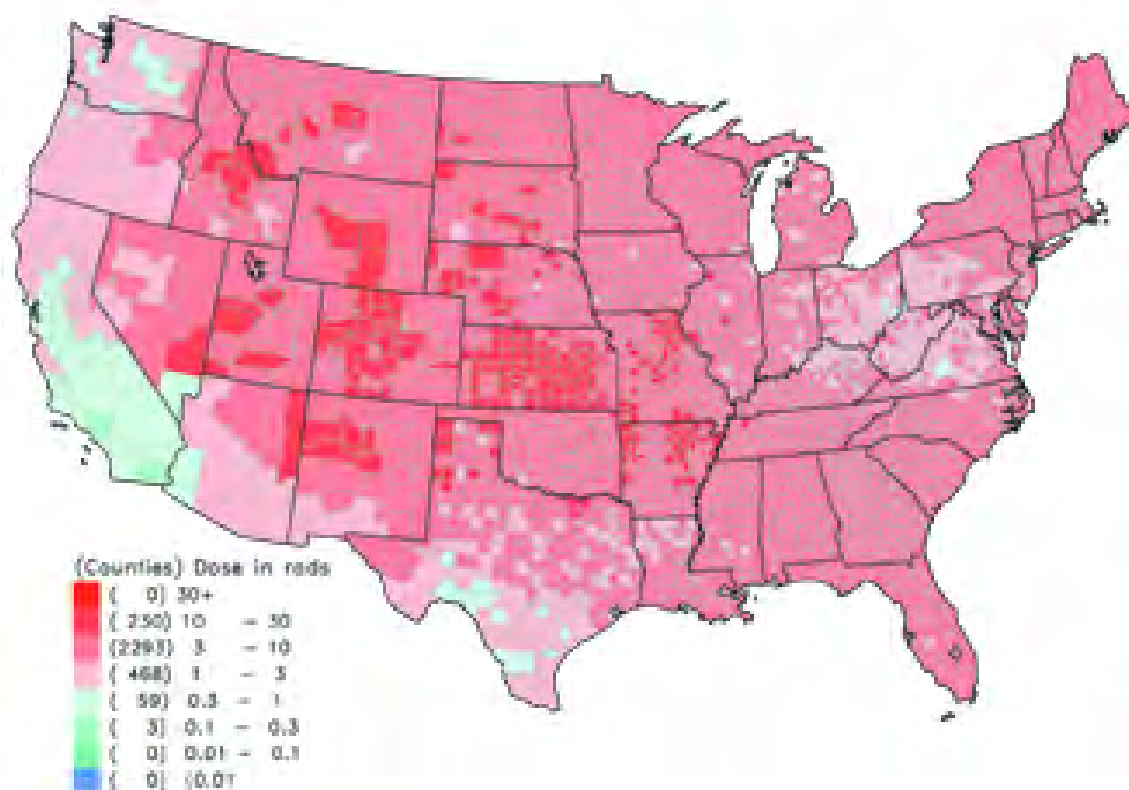 (Counties) Dose in rads
( 0) 30+
( 230) 10 - 30
(2293) 3 - 10
( 468) 1 - 3
( 59) 0.3 - 1
( 3) 0.1 - 0.3
( 0) 0.01 - 0.1
( 0) <0.01